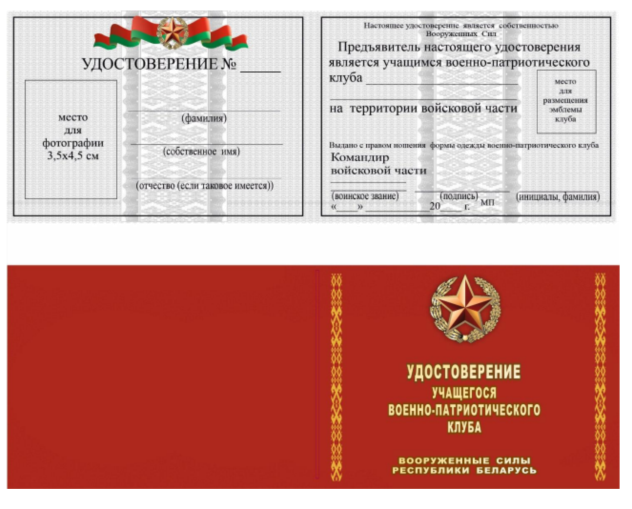 УДОСТОВЕРЕНИЕ № _____
место
для
фотографии
3,5х4,5 см
(фамилия)
(собственное имя)
(отчество (если таковое имеется))
Настоящее удостоверение является собственностью
Вооруженных Сил
Предъявитель настоящего удостоверения
является учащимся военно-патриотического
клуба
на территории войсковой части
место
для
размещения
эмблемы
клуба
Выдано с правом ношения формы одежды военно-патриотического клуба
Командир
войсковой части
(воинское звание) (подпись) (инициалы, фамилия)
«___» ____________ 20___ г. МП
УДОСТОВЕРЕНИЕ
УЧАЩЕГОСЯ
ВОЕННО-ПАТРИОТИЧЕСКОГО
КЛУБА
ВООРУЖЕННЫЕ СИЛЫ
РЕСПУБЛИКИ БЕЛАРУСЬ